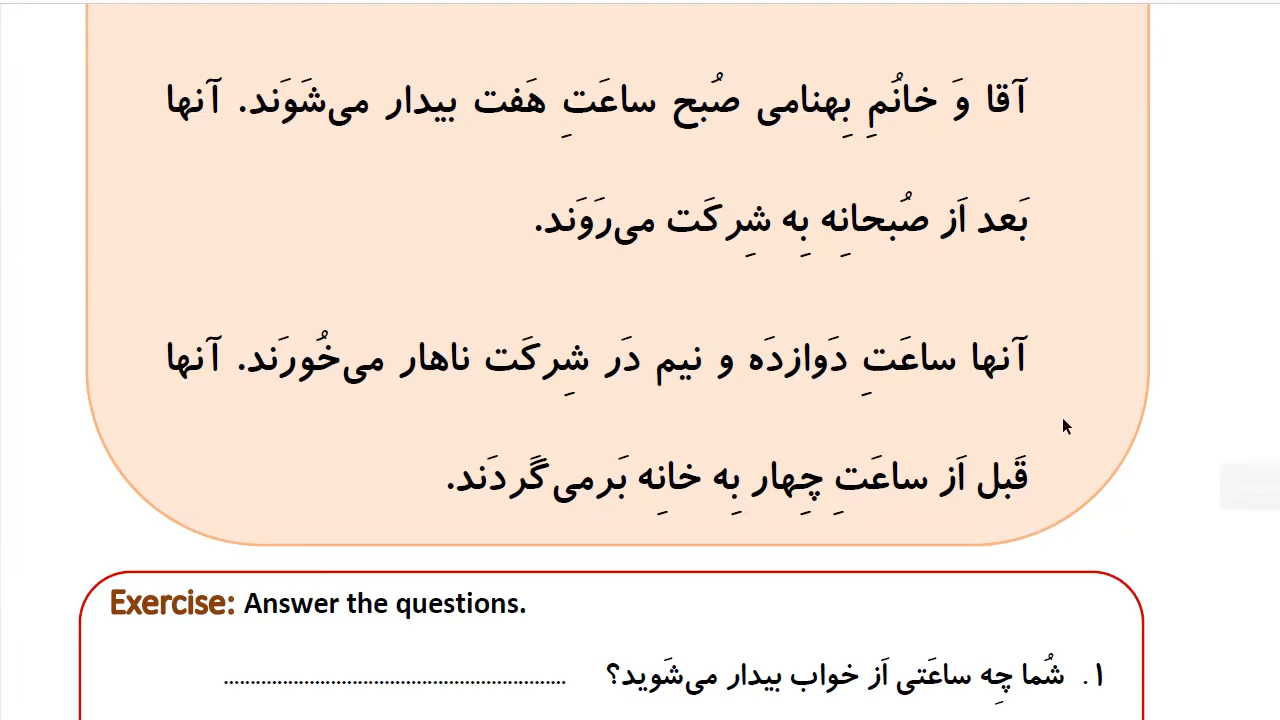 آقا وَ خانُمِ بِهنامی صُبح ساعَتِ هَفت بیدار می‌شَوَند. آنها
بَعد اَز صُبحانِه بِه شِرکَت می‌رَوَند.
آنها ساعَتِ دَوازدَه و نیم دَر شِرکَت ناهار می‌خُورَند. آنها
قَبل اَز ساعَتِ چِهار بِه خانِه بَرمی‌گَردَند.
Exercise: Answer the questions.
۱. شُما چِه ساعَتی اَز خواب بیدار می‌شَوید؟ ................................................................